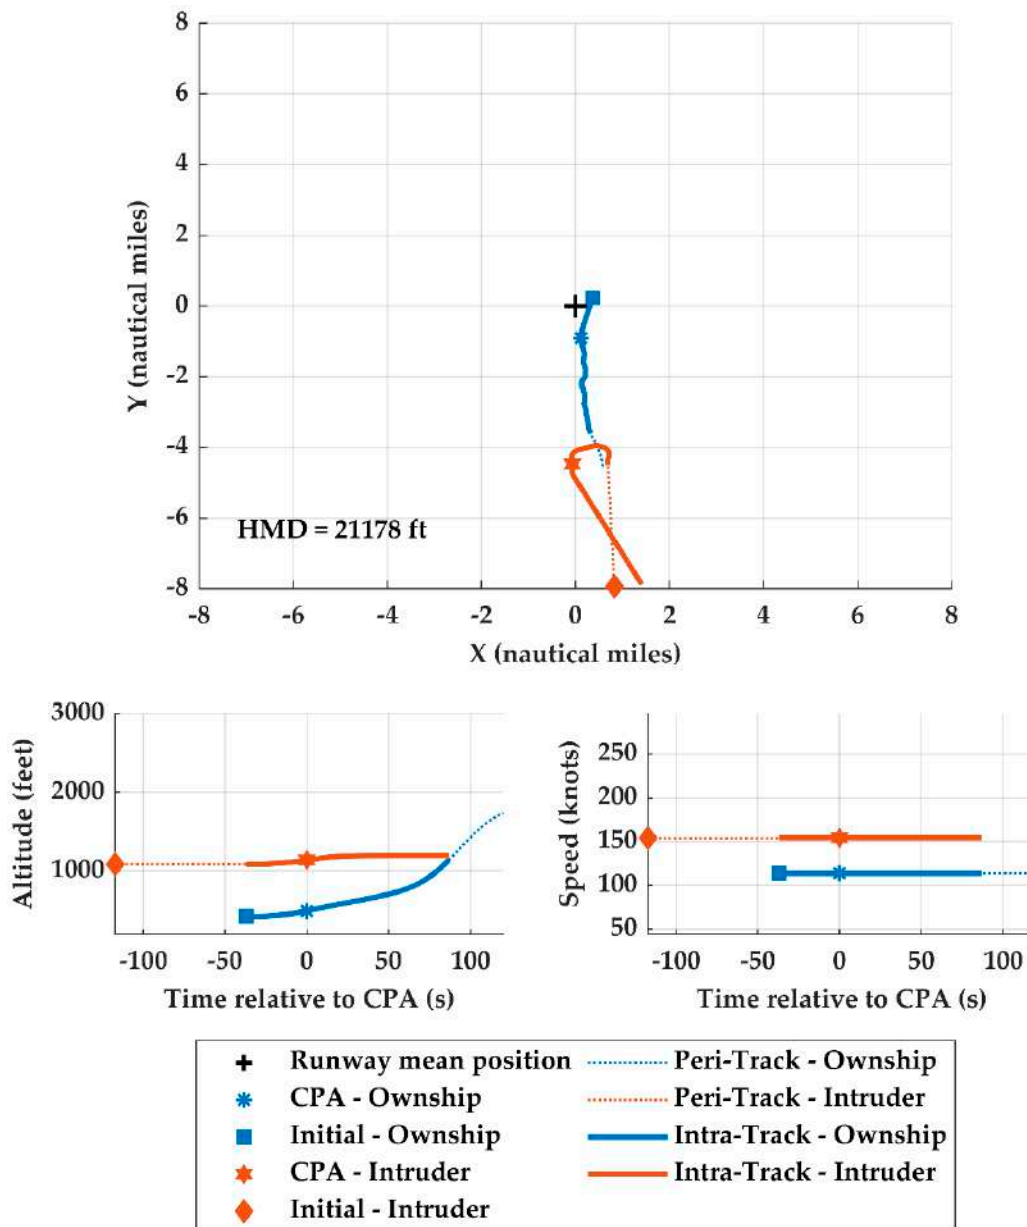 8
6
4
2
0
-2
-4
-6
-8
Y (nautical miles)
HMD = 21178 ft
-8 -6 -4 -2 0 2 4 6 8
X (nautical miles)
3000
2000
1000
Altitude (feet)
-100 -50 0 50 100
Time relative to CPA (s)
250
200
150
100
50
Speed (knots)
-100 -50 0 50 100
Time relative to CPA (s)
Runway mean position
CPA - Ownship
Initial - Ownship
CPA - Intruder
Initial - Intruder
Peri-Track - Ownship
Peri-Track - Intruder
Intra-Track - Ownship
Intra-Track - Intruder